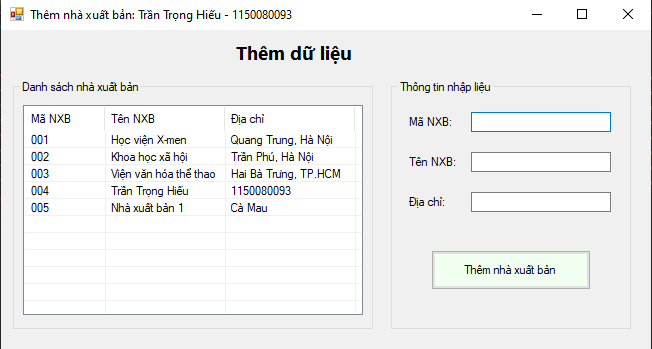 Thêm nhà xuất bản: Trần Trọng Hiếu - 1150080093
Thêm dữ liệu
Danh sách nhà xuất bản
Mã NXB Tên NXB Địa chỉ
001 Học viện X-men Quang Trung, Hà Nội
002 Khoa học xã hội Trần Phú, Hà Nội
003 Viện văn hóa thể thao Hai Bà Trưng, TP.HCM
004 Trần Trọng Hiếu 1150080093
005 Nhà xuất bản 1 Cà Mau
Thông tin nhập liệu
Mã NXB:
Tên NXB:
Địa chỉ:
Thêm nhà xuất bản